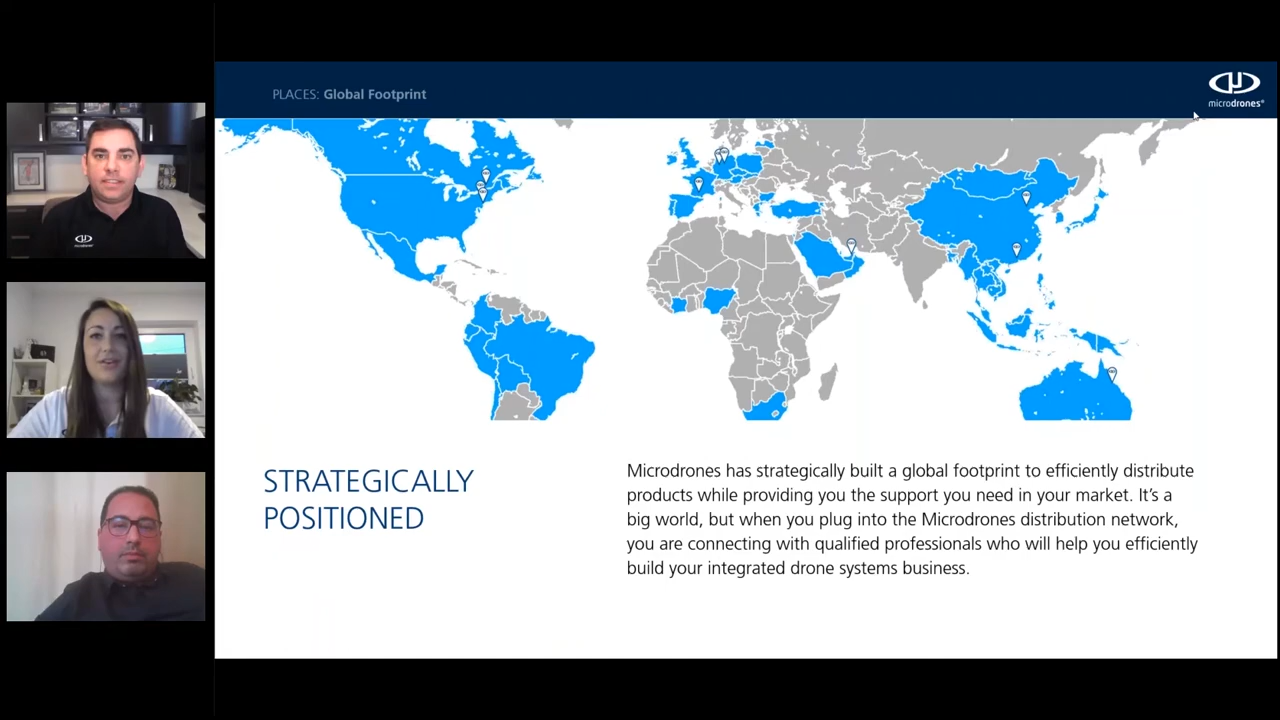 PLACES: Global Footprint
microdrones®
STRATEGICALLY
POSITIONED
Microdrones has strategically built a global footprint to efficiently distribute
products while providing you the support you need in your market. It’s a
big world, but when you plug into the Microdrones distribution network,
you are connecting with qualified professionals who will help you efficiently
build your integrated drone systems business.